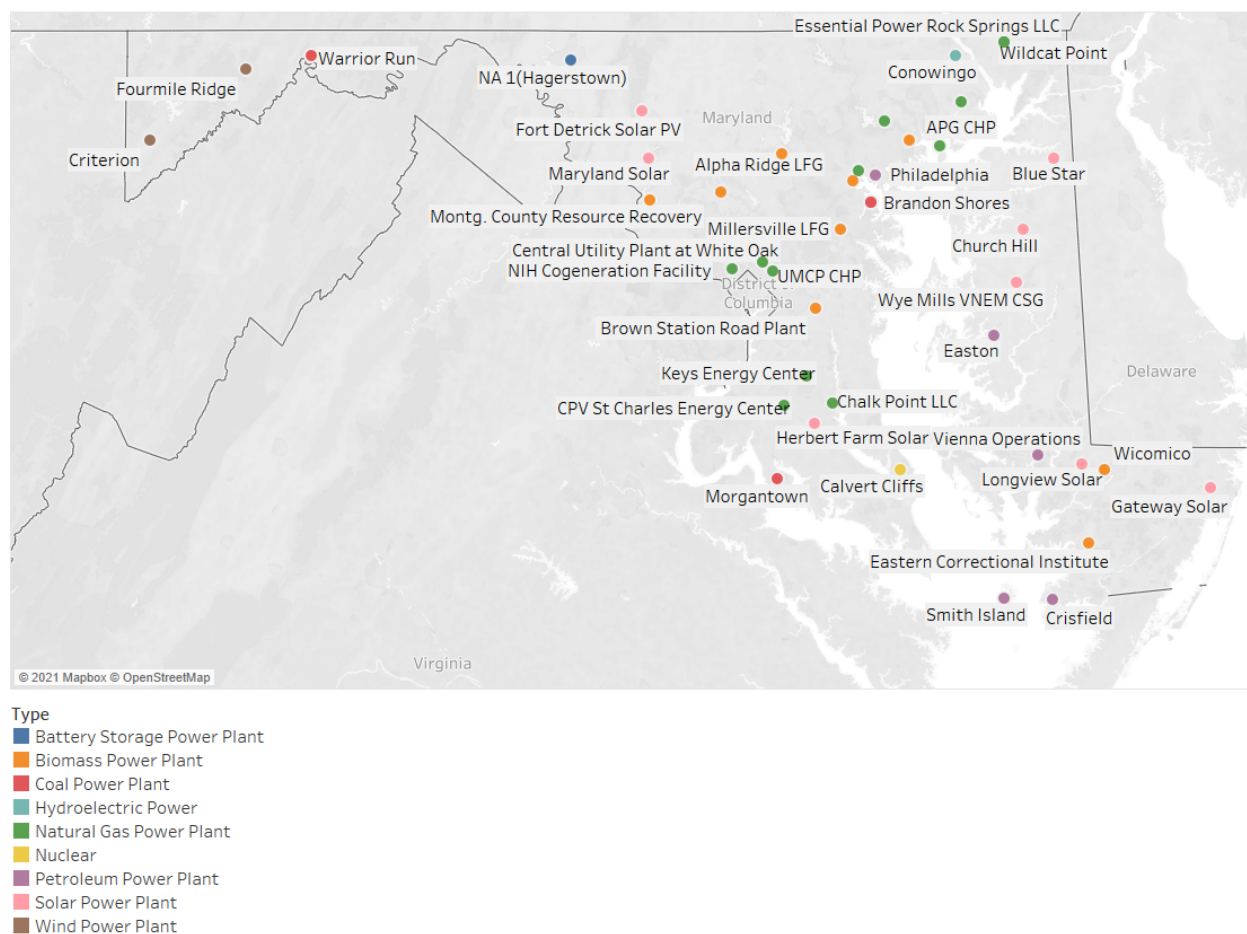 Essential Power Rock Springs LLC
Warrior Run
Wildcat Point
NA 1(Hagerstown)
Conowingo
Fourmile Ridge
Maryland
Fort Detrick Solar PV
APG CHP
Criterion
Alpha Ridge LFG
Maryland Solar
Philadelphia
Blue Star
Brandon Shores
Montg. County Resource Recovery
Millersville LFG
Church Hill
Central Utility Plant at White Oak
NIH Cogeneration Facility
UMCP CHP
District of
Columbia
Wye Mills VNEM CSG
Brown Station Road Plant
Easton
Keys Energy Center
Delaware
CPV St Charles Energy Center
Chalk Point LLC
Herbert Farm Solar
Vienna Operations
Wicomico
Longview Solar
Calvert Cliffs
Morgantown
Gateway Solar
Eastern Correctional Institute
Smith Island
Crisfield
Virginia
© 2021 Mapbox © OpenStreetMap
Type
Battery Storage Power Plant
Biomass Power Plant
Coal Power Plant
Hydroelectric Power
Natural Gas Power Plant
Nuclear
Petroleum Power Plant
Solar Power Plant
Wind Power Plant